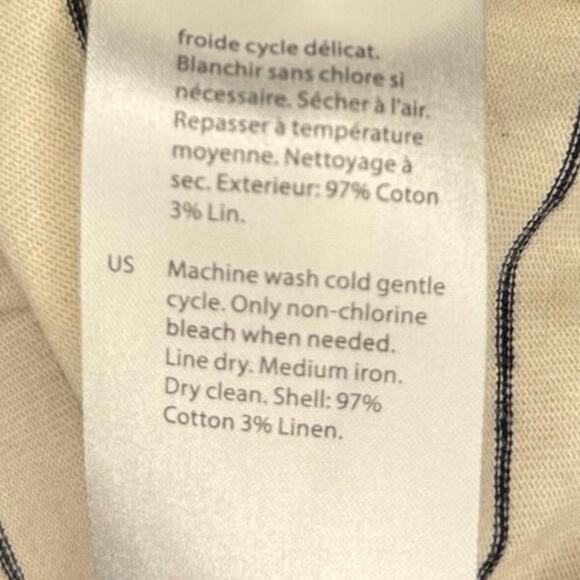 froide cycle délicat.
Blanchir sans chlore si
nécessaire. Sécher à l'air.
Repasser à température
moyenne. Nettoyage à
sec. Exterieur: 97% Coton
3% Lin.
US Machine wash cold gentle
cycle. Only non-chlorine
bleach when needed.
Line dry. Medium iron.
Dry clean. Shell: 97%
Cotton 3% Linen.